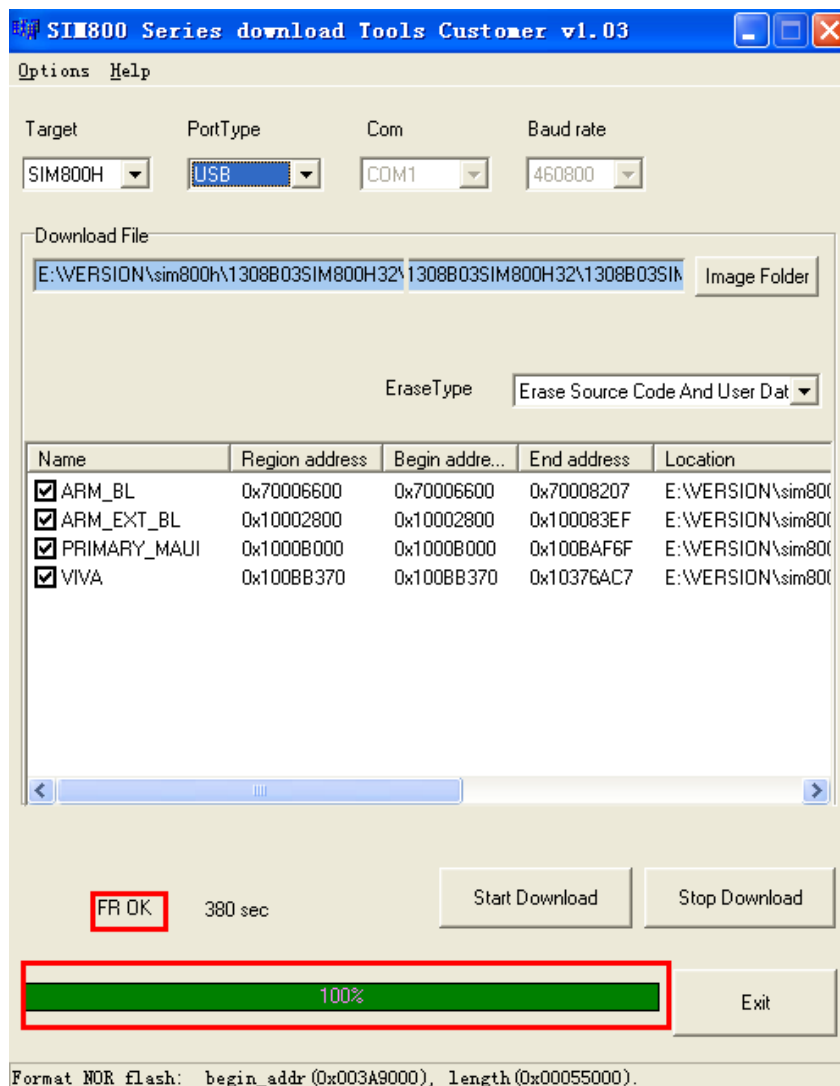 SIM800 Series download Tools Customer v1.03
Options Help
Target PortType Com Baud rate
SIM800H USB COM1 460800
Download File
E:\VERSION\sim800h\1308B03SIM800H32\1308B03SIM800H32\1308B03SIM Image Folder
EraseType Erase Source Code And User Dat
Name Region address Begin addre... End address Location
ARM_BL 0x70006600 0x70006600 0x70008207 E:\VERSION\sim800
ARM_EXT_BL 0x10002800 0x10002800 0x100083EF E:\VERSION\sim800
PRIMARY_MAUI 0x1000B000 0x1000B000 0x100BAF6F E:\VERSION\sim800
VIVA 0x100BB370 0x100BB370 0x10376AC7 E:\VERSION\sim800
FR OK 380 sec Start Download Stop Download
100% Exit
Format NOR flash: begin_addr(0x003A9000), length(0x00055000).